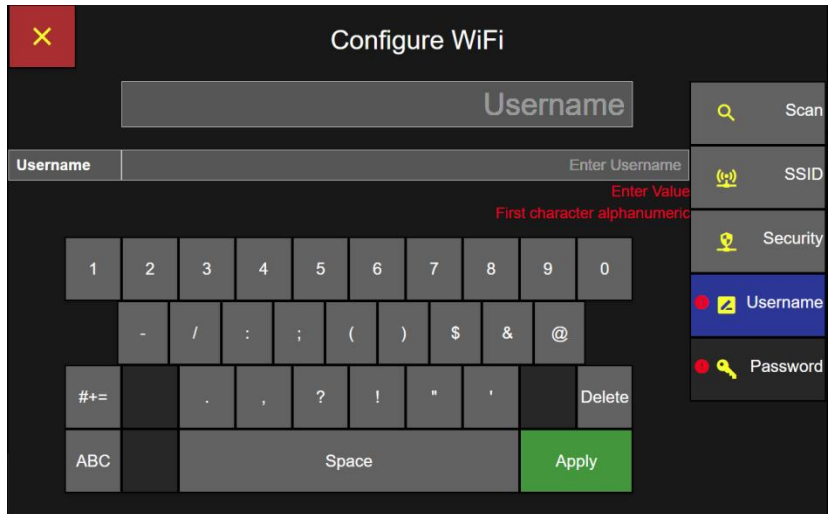 Configure WiFi
Username
Scan
Username Enter Username
SSID
Enter Value
First character alphanumeric
Security
1 2 3 4 5 6 7 8 9 0
Username
- / : ; ( ) $ & @
Password
#+= . , ? ! " ' Delete
ABC Space Apply